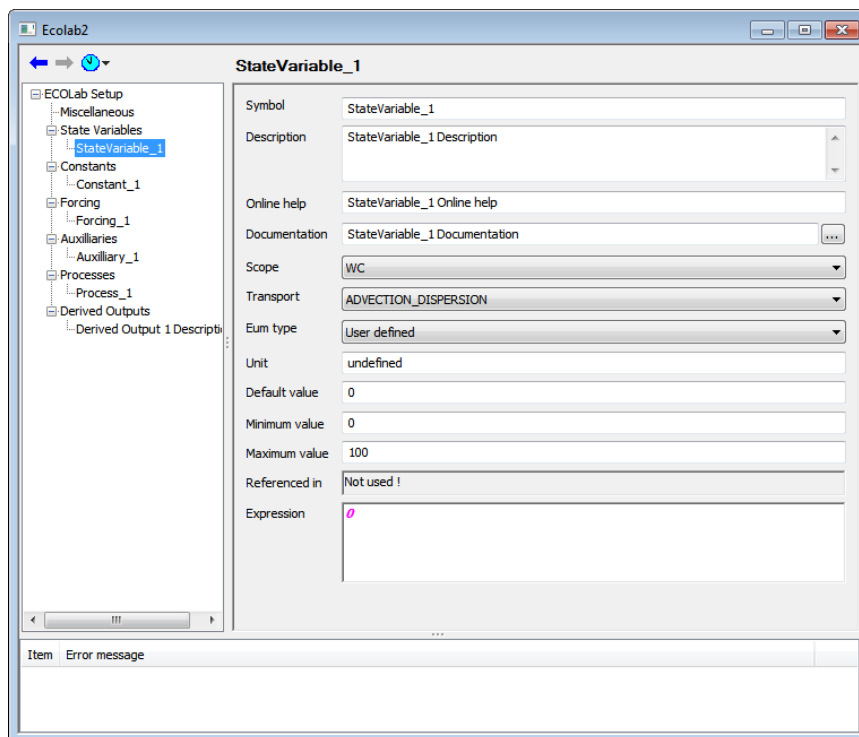 Ecolab2
StateVariable_1
ECOLab Setup
Miscellaneous
State Variables
StateVariable_1
Constants
Constant_1
Forcing
Forcing_1
Auxilliaries
Auxilliary_1
Processes
Process_1
Derived Outputs
Derived Output 1 Descripti
Symbol StateVariable_1
Description StateVariable_1 Description
Online help StateVariable_1 Online help
Documentation StateVariable_1 Documentation ...
Scope WC
Transport ADVECTION_DISPERSION
Eum type User defined
Unit undefined
Default value 0
Minimum value 0
Maximum value 100
Referenced in Not used !
Expression 0
Item Error message